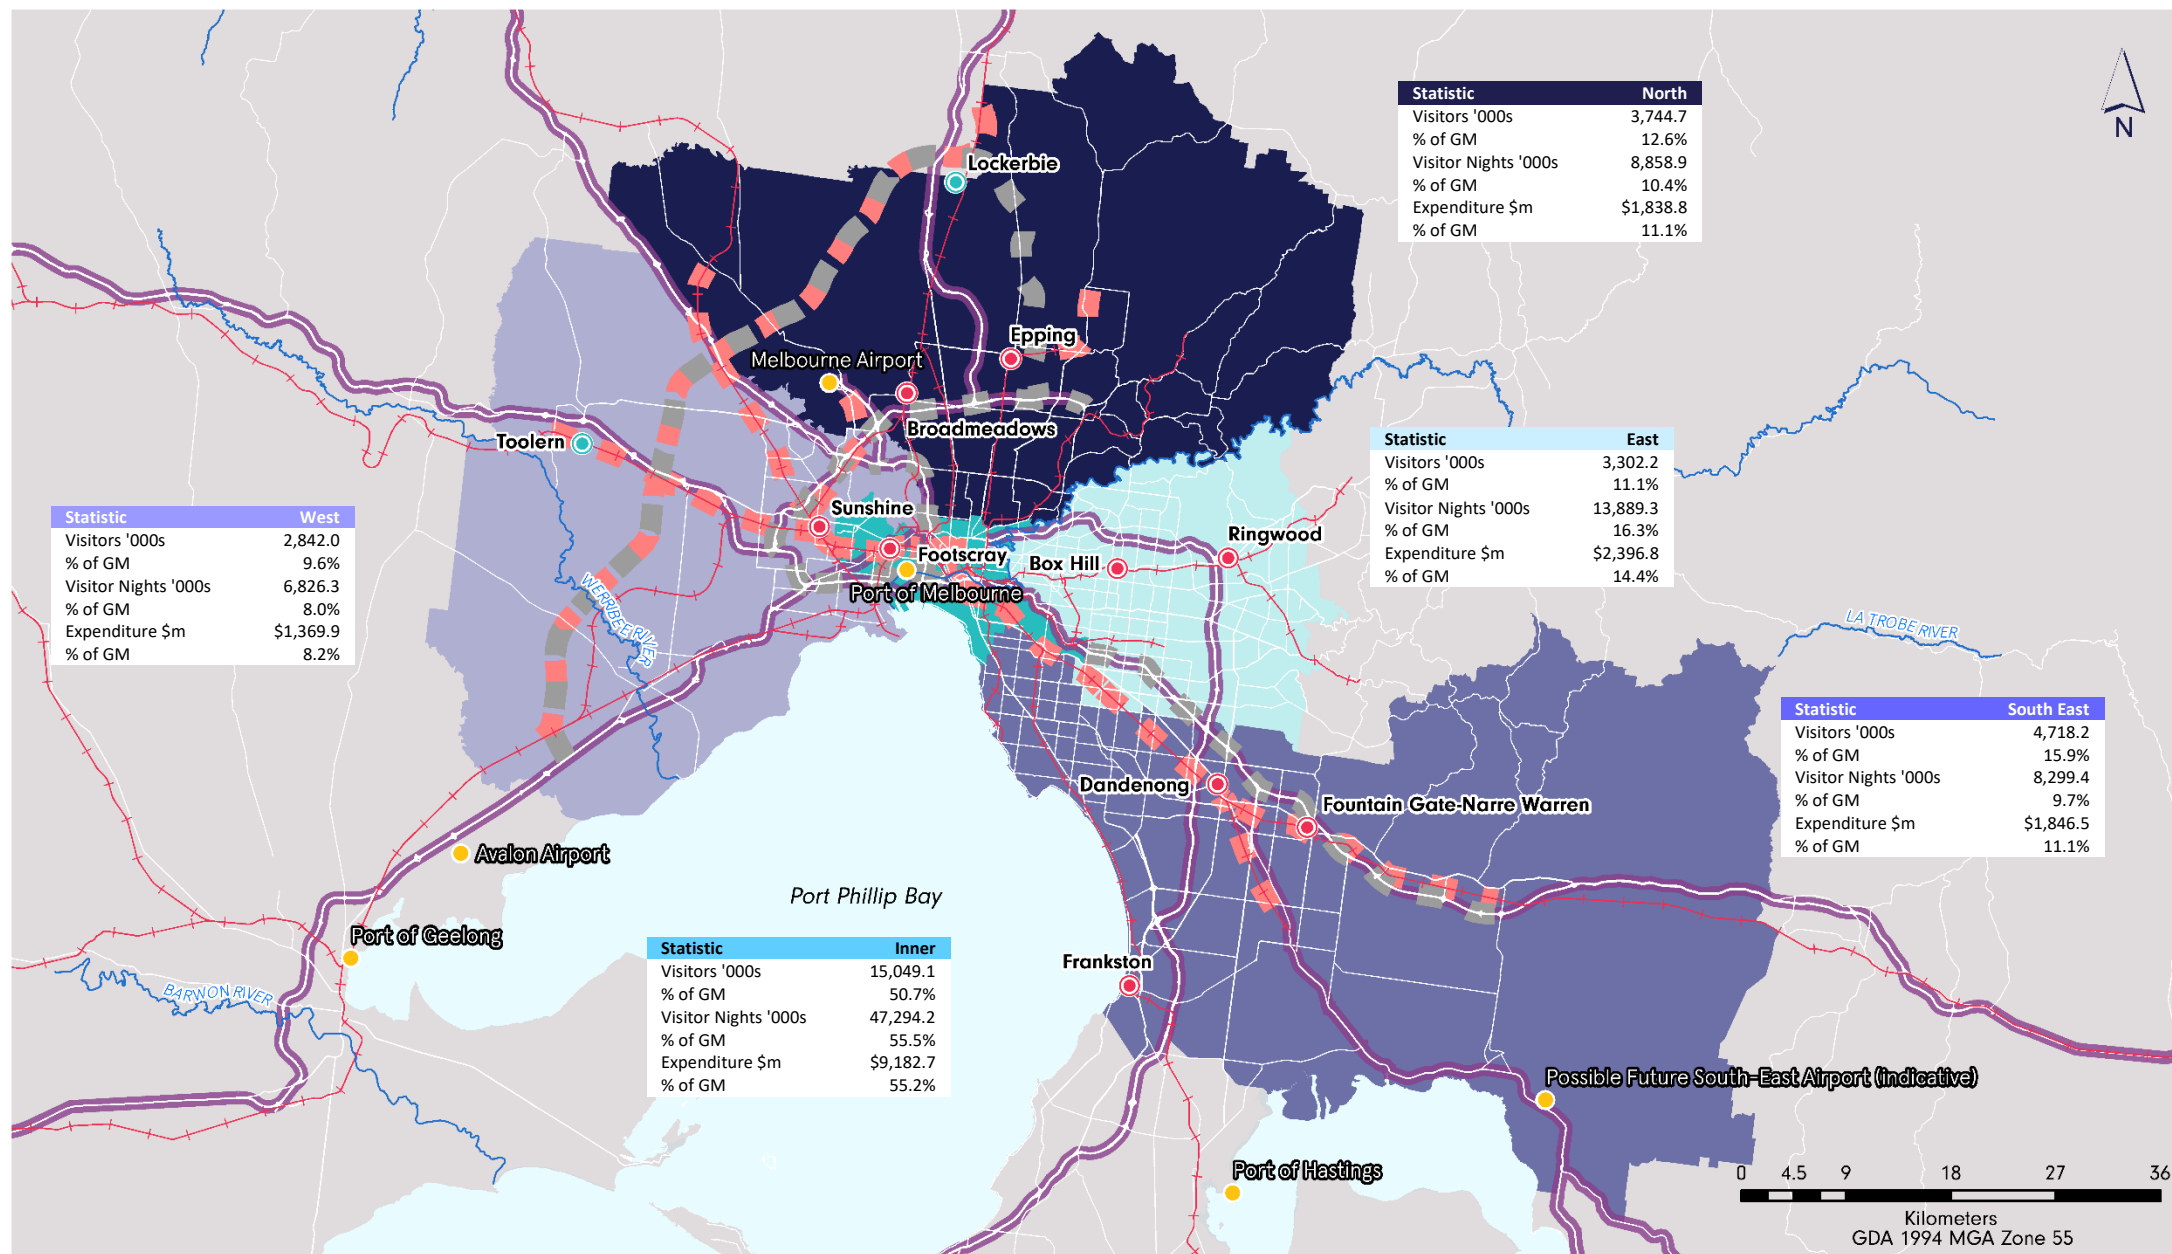 N
Statistic North
Visitors '000s 3,744.7
% of GM 12.6%
Visitor Nights '000s 8,858.9
% of GM 10.4%
Expenditure $m $1,838.8
% of GM 11.1%
Lockerbie
Epping
Melbourne Airport
Broadmeadows
Toolern
Statistic East
Visitors '000s 3,302.2
% of GM 11.1%
Visitor Nights '000s 13,889.3
% of GM 16.3%
Expenditure $m $2,396.8
% of GM 14.4%
Statistic West
Visitors '000s 2,842.0
% of GM 9.6%
Visitor Nights '000s 6,826.3
% of GM 8.0%
Expenditure $m $1,369.9
% of GM 8.2%
Sunshine
Ringwood
Footscray
Box Hill
Port of Melbourne
WERRIBEE RIVER
LA TROBE RIVER
Statistic South East
Visitors '000s 4,718.2
% of GM 15.9%
Visitor Nights '000s 8,299.4
% of GM 9.7%
Expenditure $m $1,846.5
% of GM 11.1%
Dandenong
Fountain Gate-Narre Warren
Avalon Airport
Port Phillip Bay
Port of Geelong
Statistic Inner
Visitors '000s 15,049.1
% of GM 50.7%
Visitor Nights '000s 47,294.2
% of GM 55.5%
Expenditure $m $9,182.7
% of GM 55.2%
Frankston
BARWON RIVER
Possible Future South-East Airport (indicative)
Port of Hastings
0 4.5 9 18 27 36
Kilometers
GDA 1994 MGA Zone 55